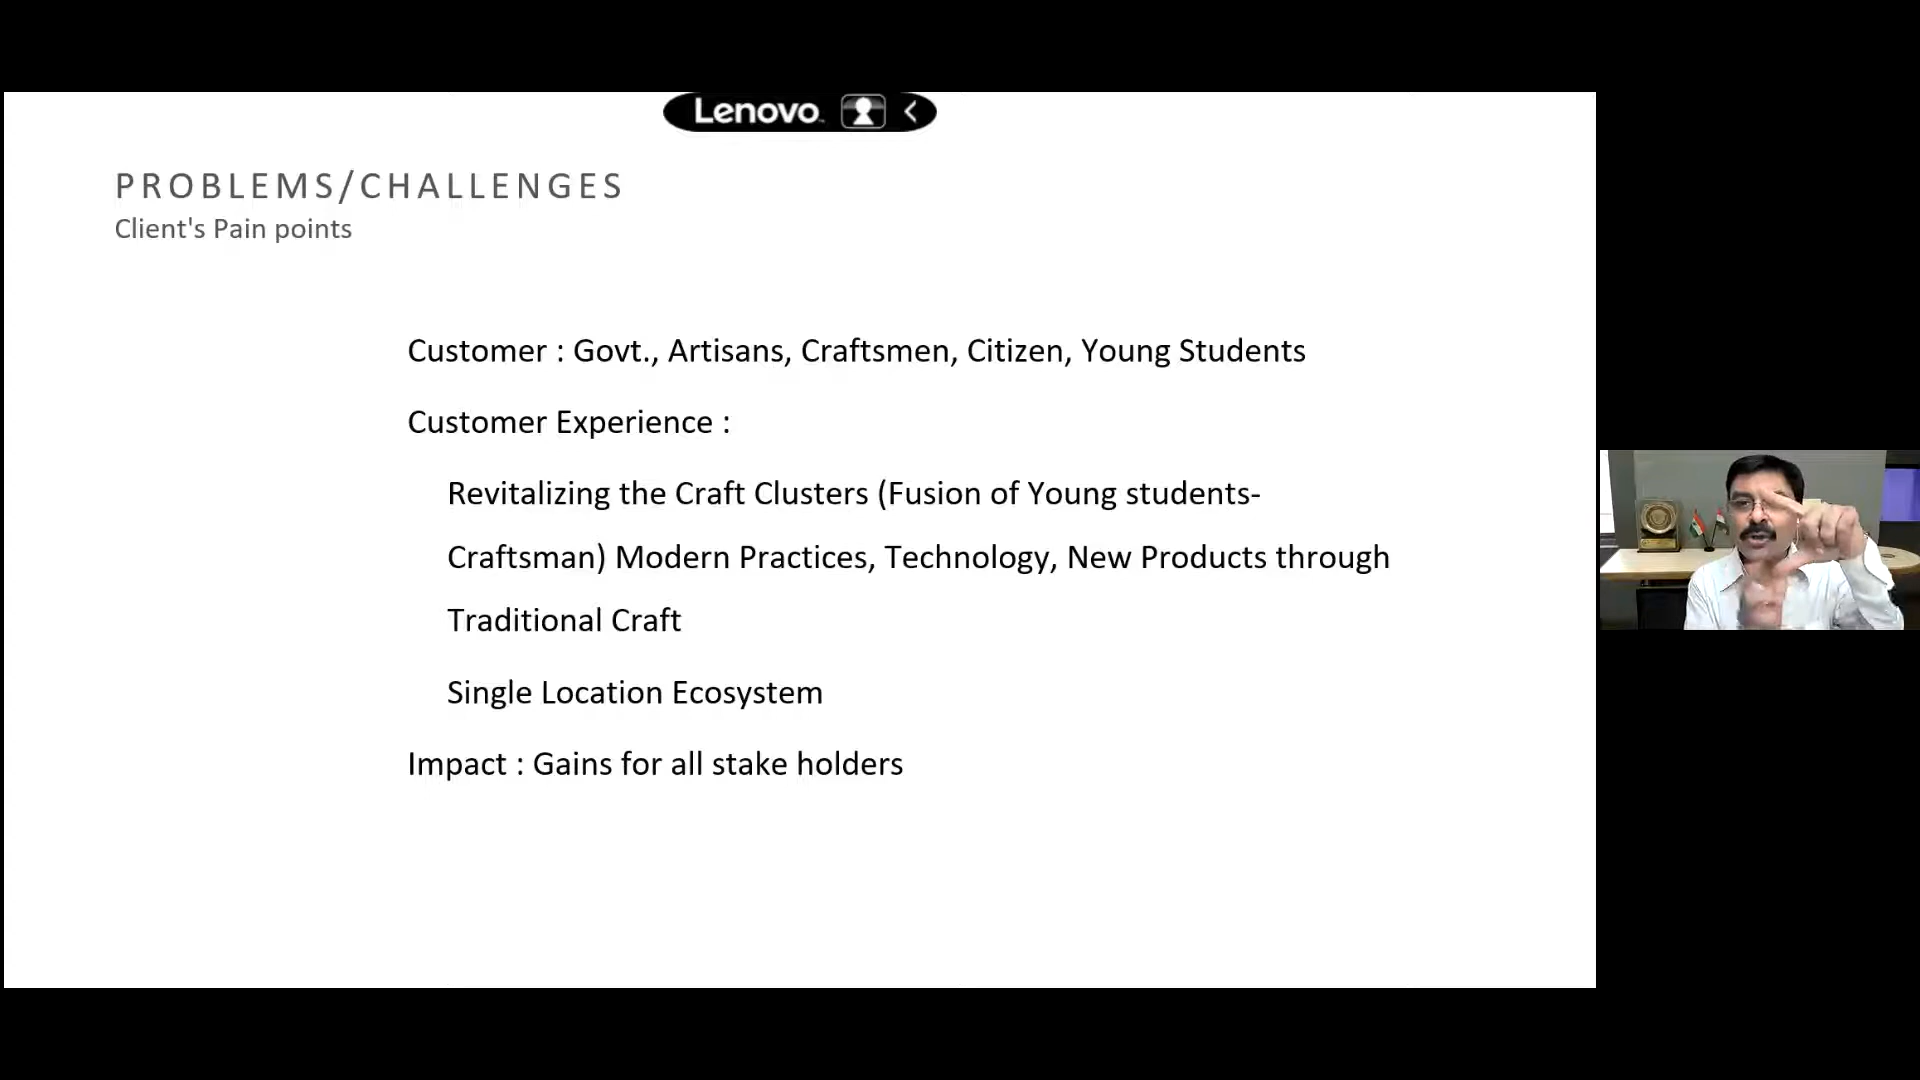 Lenovo
PROBLEMS/CHALLENGES
Client's Pain points
Customer : Govt., Artisans, Craftsmen, Citizen, Young Students
Customer Experience :
Revitalizing the Craft Clusters (Fusion of Young students-
Craftsman) Modern Practices, Technology, New Products through
Traditional Craft
Single Location Ecosystem
Impact : Gains for all stake holders